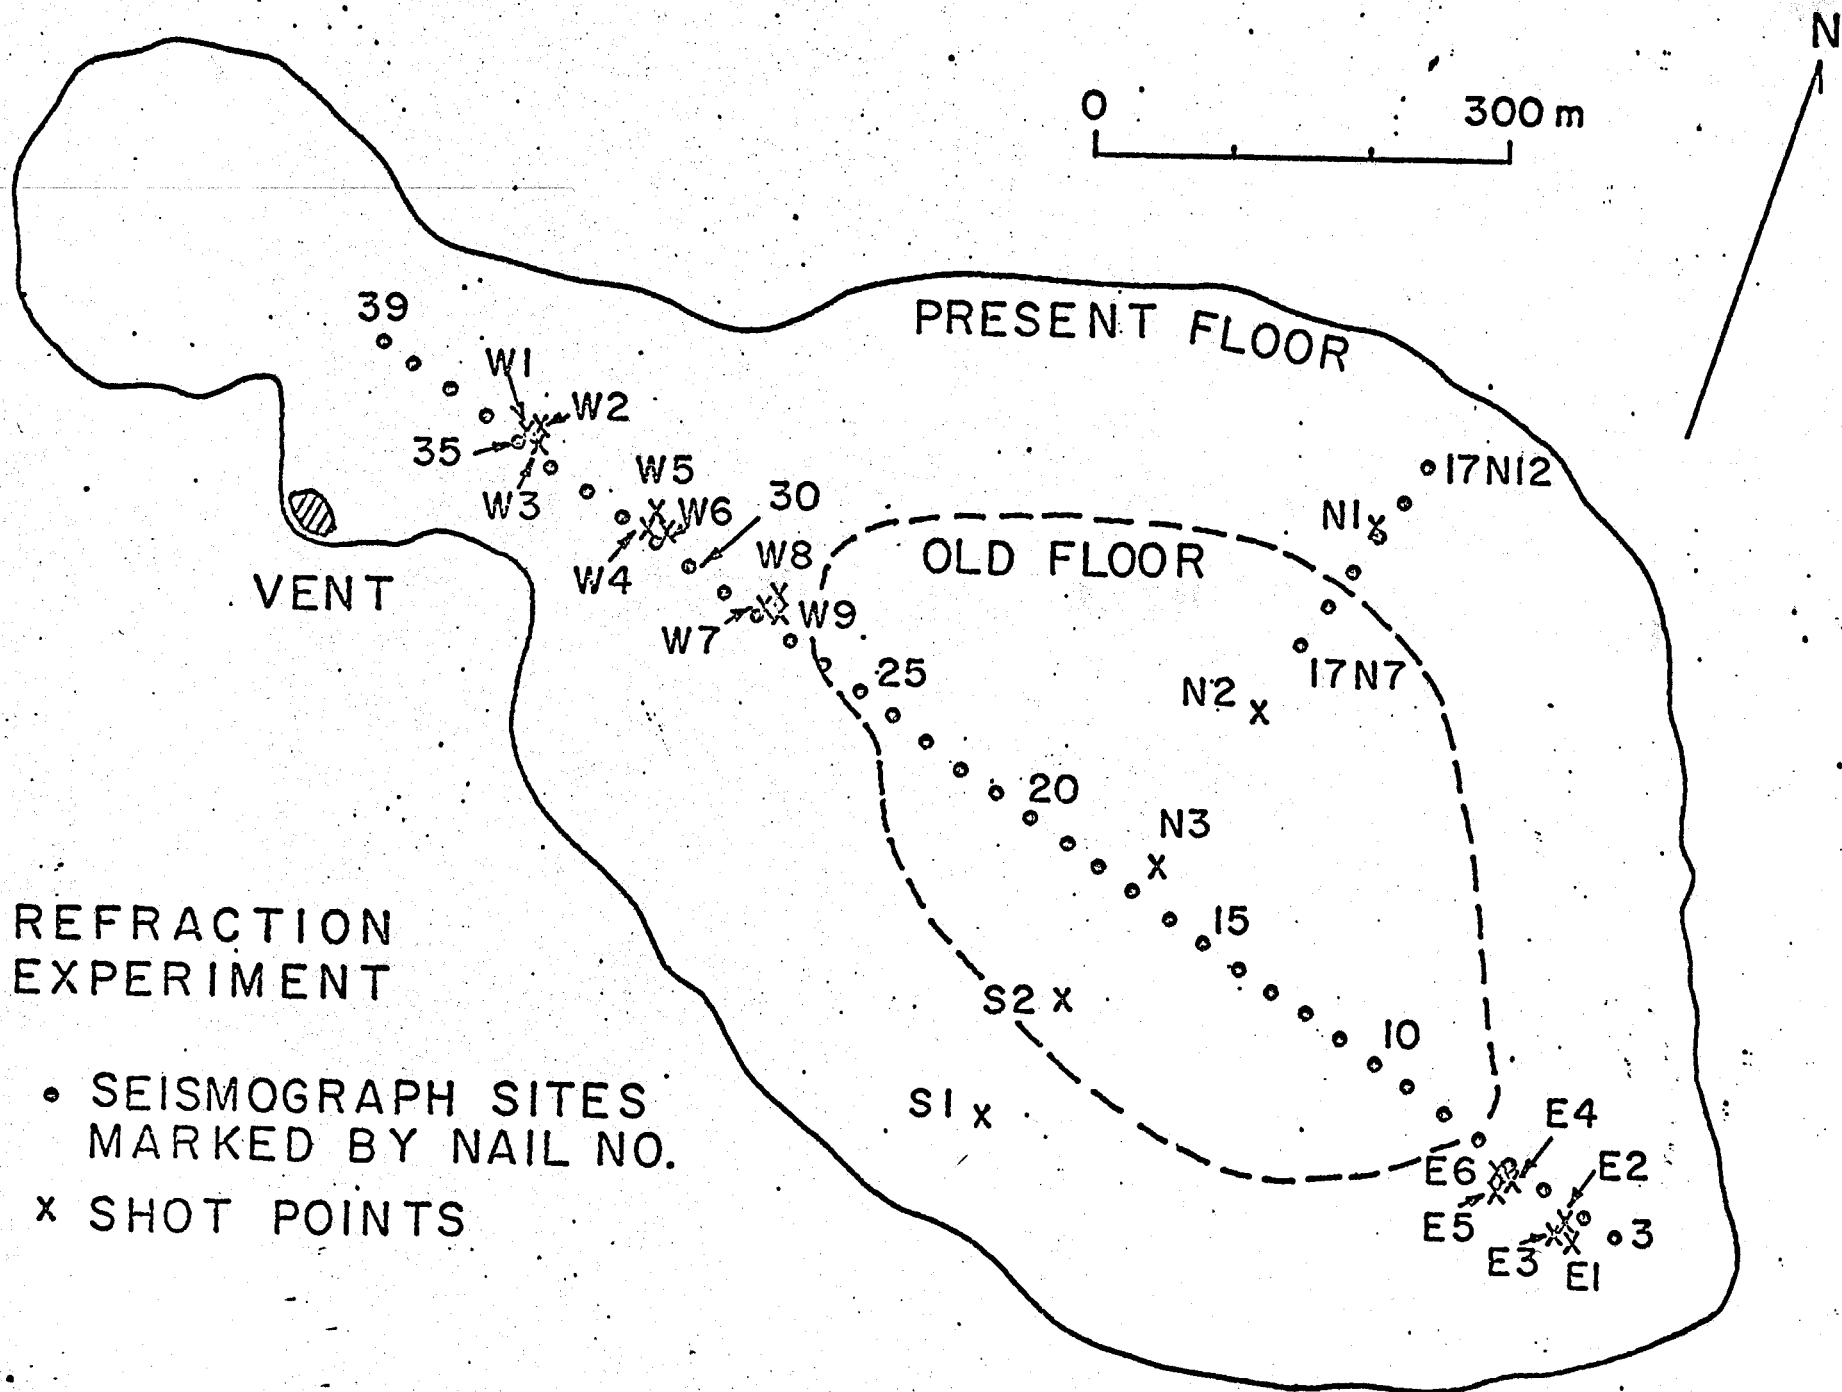 N
0 300 m
PRESENT FLOOR
39
W1
W2
35
W3
W5
W6
30
W4
W8
W7
W9
VENT
OLD FLOOR
17N12
N1
17N7
N2
25
20
N3
15
S2
10
S1
E4
E6
E2
E5
E3
3
E1
REFRACTION
EXPERIMENT
SEISMOGRAPH SITES
MARKED BY NAIL NO.
x SHOT POINTS